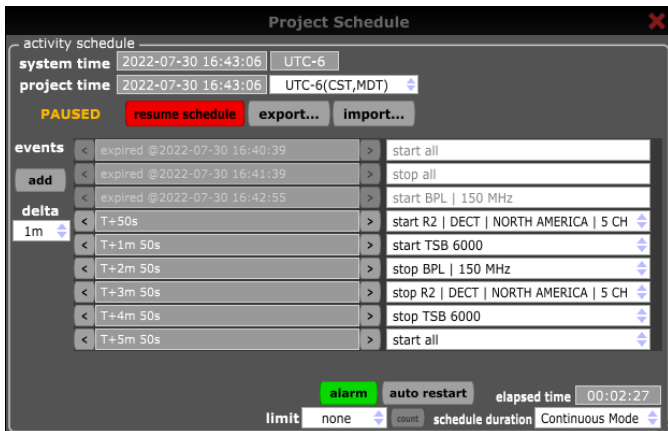 Project Schedule
activity schedule
system time 2022-07-30 16:43:06 UTC-6
project time 2022-07-30 16:43:06 UTC-6(CST,MDT)
PAUSED resume schedule export... import...
events < expired @2022-07-30 16:40:39 > start all
add < expired @2022-07-30 16:41:39 > stop all
< expired @2022-07-30 16:42:55 > start BPL | 150 MHz
delta
1m < T+50s > start R2 | DECT | NORTH AMERICA | 5 CH
< T+1m 50s > start TSB 6000
< T+2m 50s > stop BPL | 150 MHz
< T+3m 50s > stop R2 | DECT | NORTH AMERICA | 5 CH
< T+4m 50s > stop TSB 6000
< T+5m 50s > start all
alarm auto restart elapsed time 00:02:27
limit none count schedule duration Continuous Mode